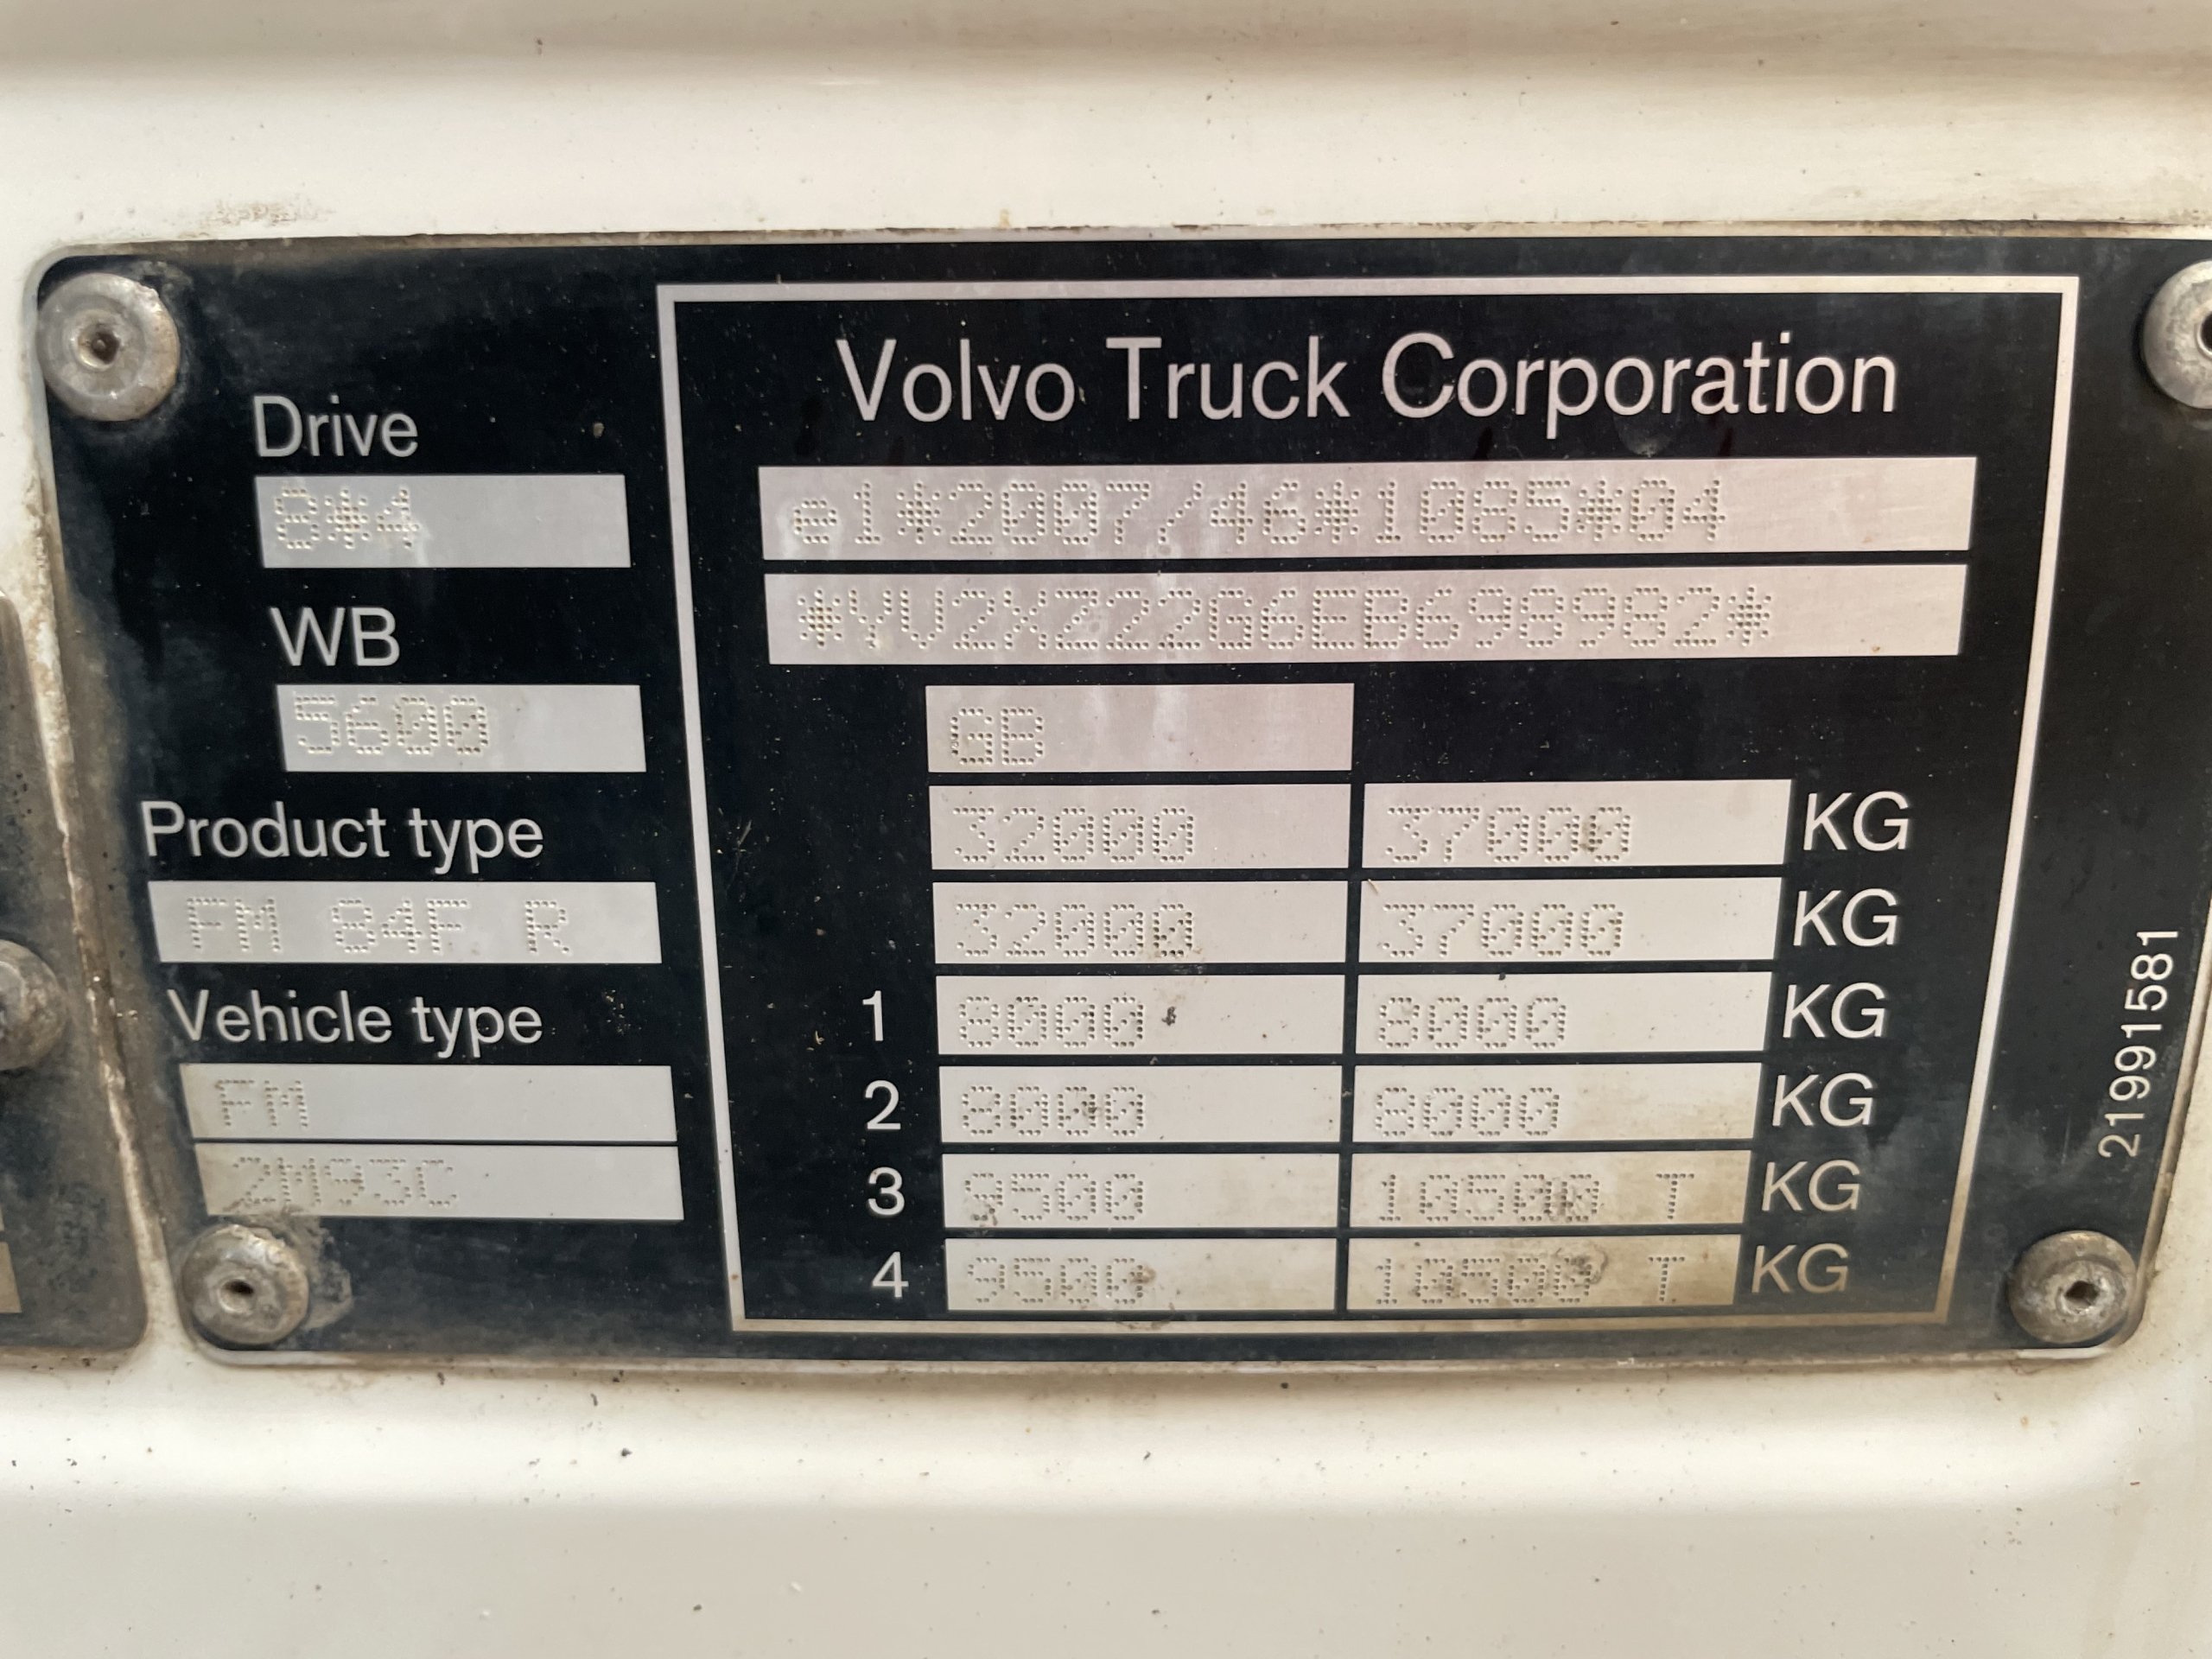 Volvo Truck Corporation
Drive
8*4
e1*2007/46*1085*04
*YV2XZ22G6EB698982*
WB
5600
GB
Product type
32000 37000 KG
FM 84F R
32000 37000 KG
Vehicle type
1 8000 8000 KG
FM
2 8000 8000 KG
2M93C
3 9500 10500 T KG
4 9500 10500 T KG
21991581